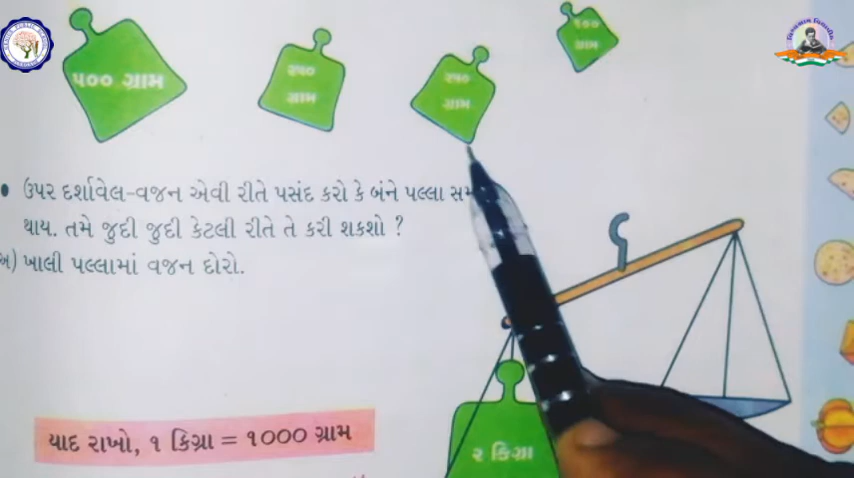 ૫૦૦ ગ્રામ
૨૫૦
ગ્રામ
૨૫૦
ગ્રામ
૧૦૦
ગ્રામ
ઉપર દર્શાવેલ-વજન એવી રીતે પસંદ કરો કે બંને પલ્લા
થાય. તમે જુદી જુદી કેટલી રીતે તે કરી શકશો ?
અ) ખાલી પલ્લામાં વજન દોરો.
યાદ રાખો, ૧ કિગ્રા = ૧000 ગ્રામ
૨ કિગ્રા